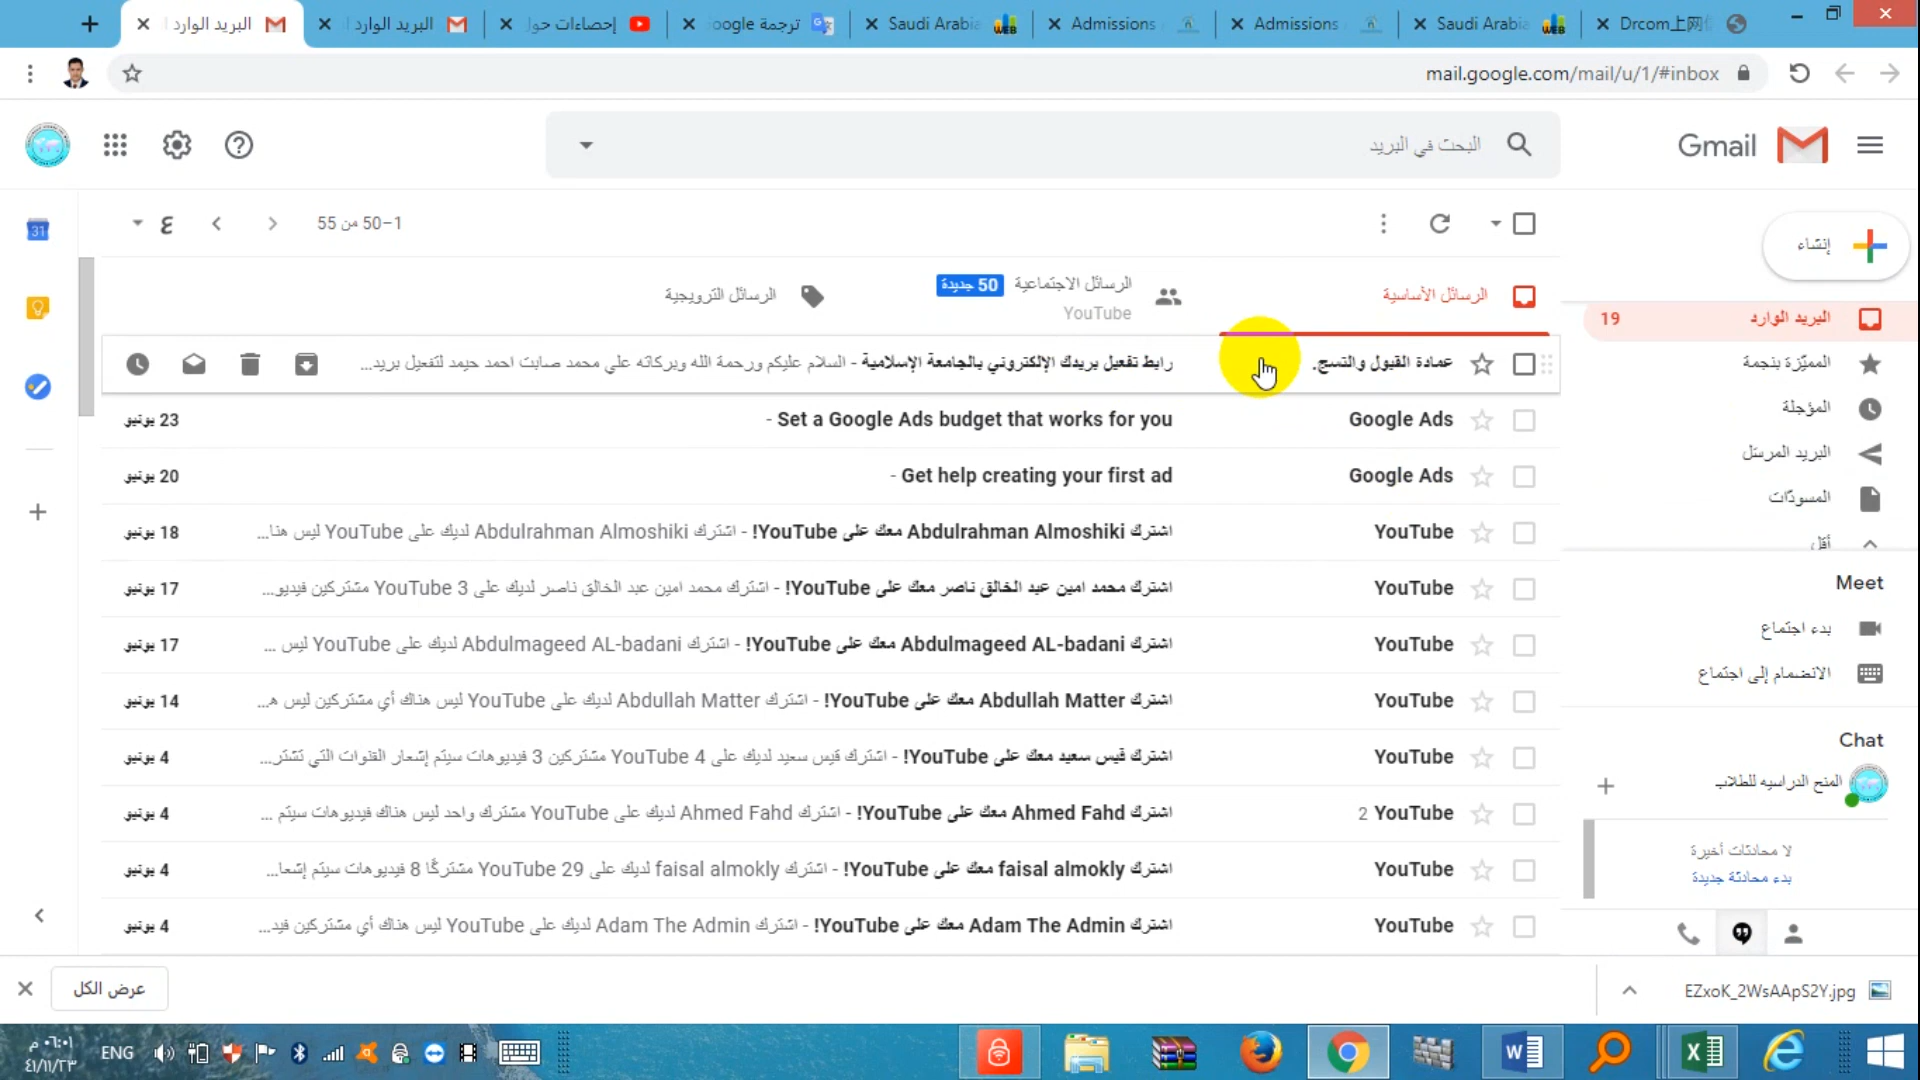 البريد الوارد
البريد الوارد
إحصاءات حول
ترجمة Google
Saudi Arabia
Admissions
Admissions
Saudi Arabia
Drcom上网
mail.google.com/mail/u/1/#inbox
Gmail
البحث في البريد
إنشاء
1–50 من 55
ع
الرسائل الأساسية
الرسائل الاجتماعية
50 جديدة
YouTube
الرسائل الترويجية
البريد الوارد
19
المميّزة بنجمة
المؤجلة
البريد المرسل
المسودّات
أقل
عمادة القبول والتسج. رابط تفعيل بريدك الإلكتروني بالجامعة الإسلامية - السلام عليكم ورحمة الله وبركاته على محمد صابت احمد حيمد لتفعيل بريد...
Google Ads Set a Google Ads budget that works for you - 23 يونيو
Google Ads Get help creating your first ad - 20 يونيو
YouTube اشترك Abdulrahman Almoshiki معك على YouTube! - اشترك Abdulrahman Almoshiki لديك على YouTube ليس هنا... 18 يونيو
YouTube اشترك محمد امين عبد الخالق ناصر معك على YouTube! - اشترك محمد امين عبد الخالق ناصر لديك على YouTube 3 مشتركين فيديو... 17 يونيو
YouTube اشترك Abdulmageed AL-badani معك على YouTube! - اشترك Abdulmageed AL-badani لديك على YouTube ليس ... 17 يونيو
YouTube اشترك Abdullah Matter معك على YouTube! - اشترك Abdullah Matter لديك على YouTube ليس هناك أي مشتركين ليس ه... 14 يونيو
YouTube اشترك قيس سعيد معك على YouTube! - اشترك قيس سعيد لديك على YouTube 4 مشتركين 3 فيديوهات سيتم إشعار القنوات التي تشتر... 4 يونيو
YouTube 2 اشترك Ahmed Fahd معك على YouTube! - اشترك Ahmed Fahd لديك على YouTube مشترك واحد ليس هناك فيديوهات سيتم ... 4 يونيو
YouTube اشترك faisal almokly معك على YouTube! - اشترك faisal almokly لديك على YouTube 29 مشتركًا 8 فيديوهات سيتم إشعا... 4 يونيو
YouTube اشترك Adam The Admin معك على YouTube! - اشترك Adam The Admin لديك على YouTube ليس هناك أي مشتركين فيد... 4 يونيو
Meet
بدء اجتماع
الانضمام إلى اجتماع
Chat
المنح الدراسيه للطلاب
لا محادثات أخيرة
بدء محادثة جديدة
EZxoK_2WsAApS2Y.jpg
عرض الكل
ENG
٠٦:٠١ م
٤١/١١/٢٣